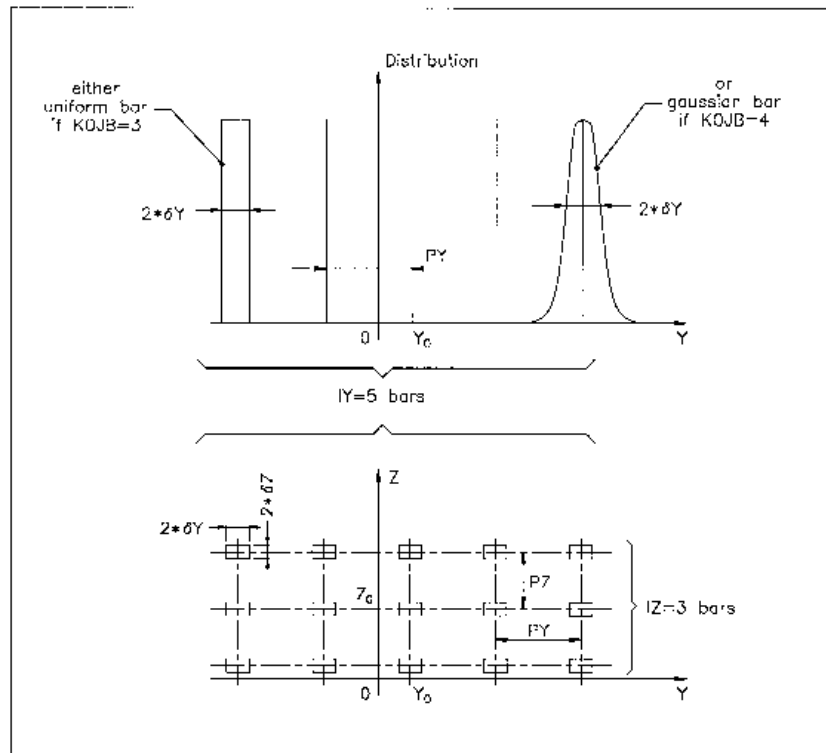 Distribution
either
uniform bar
if KOJB=3
or
gaussian bar
if KOJB=4
2*δY
2*δY
PY
0
Y₀
Y
IY=5 bars
Z
2*δZ
2*δY
PZ
Z₀
IZ=3 bars
PY
0
Y₀
Y